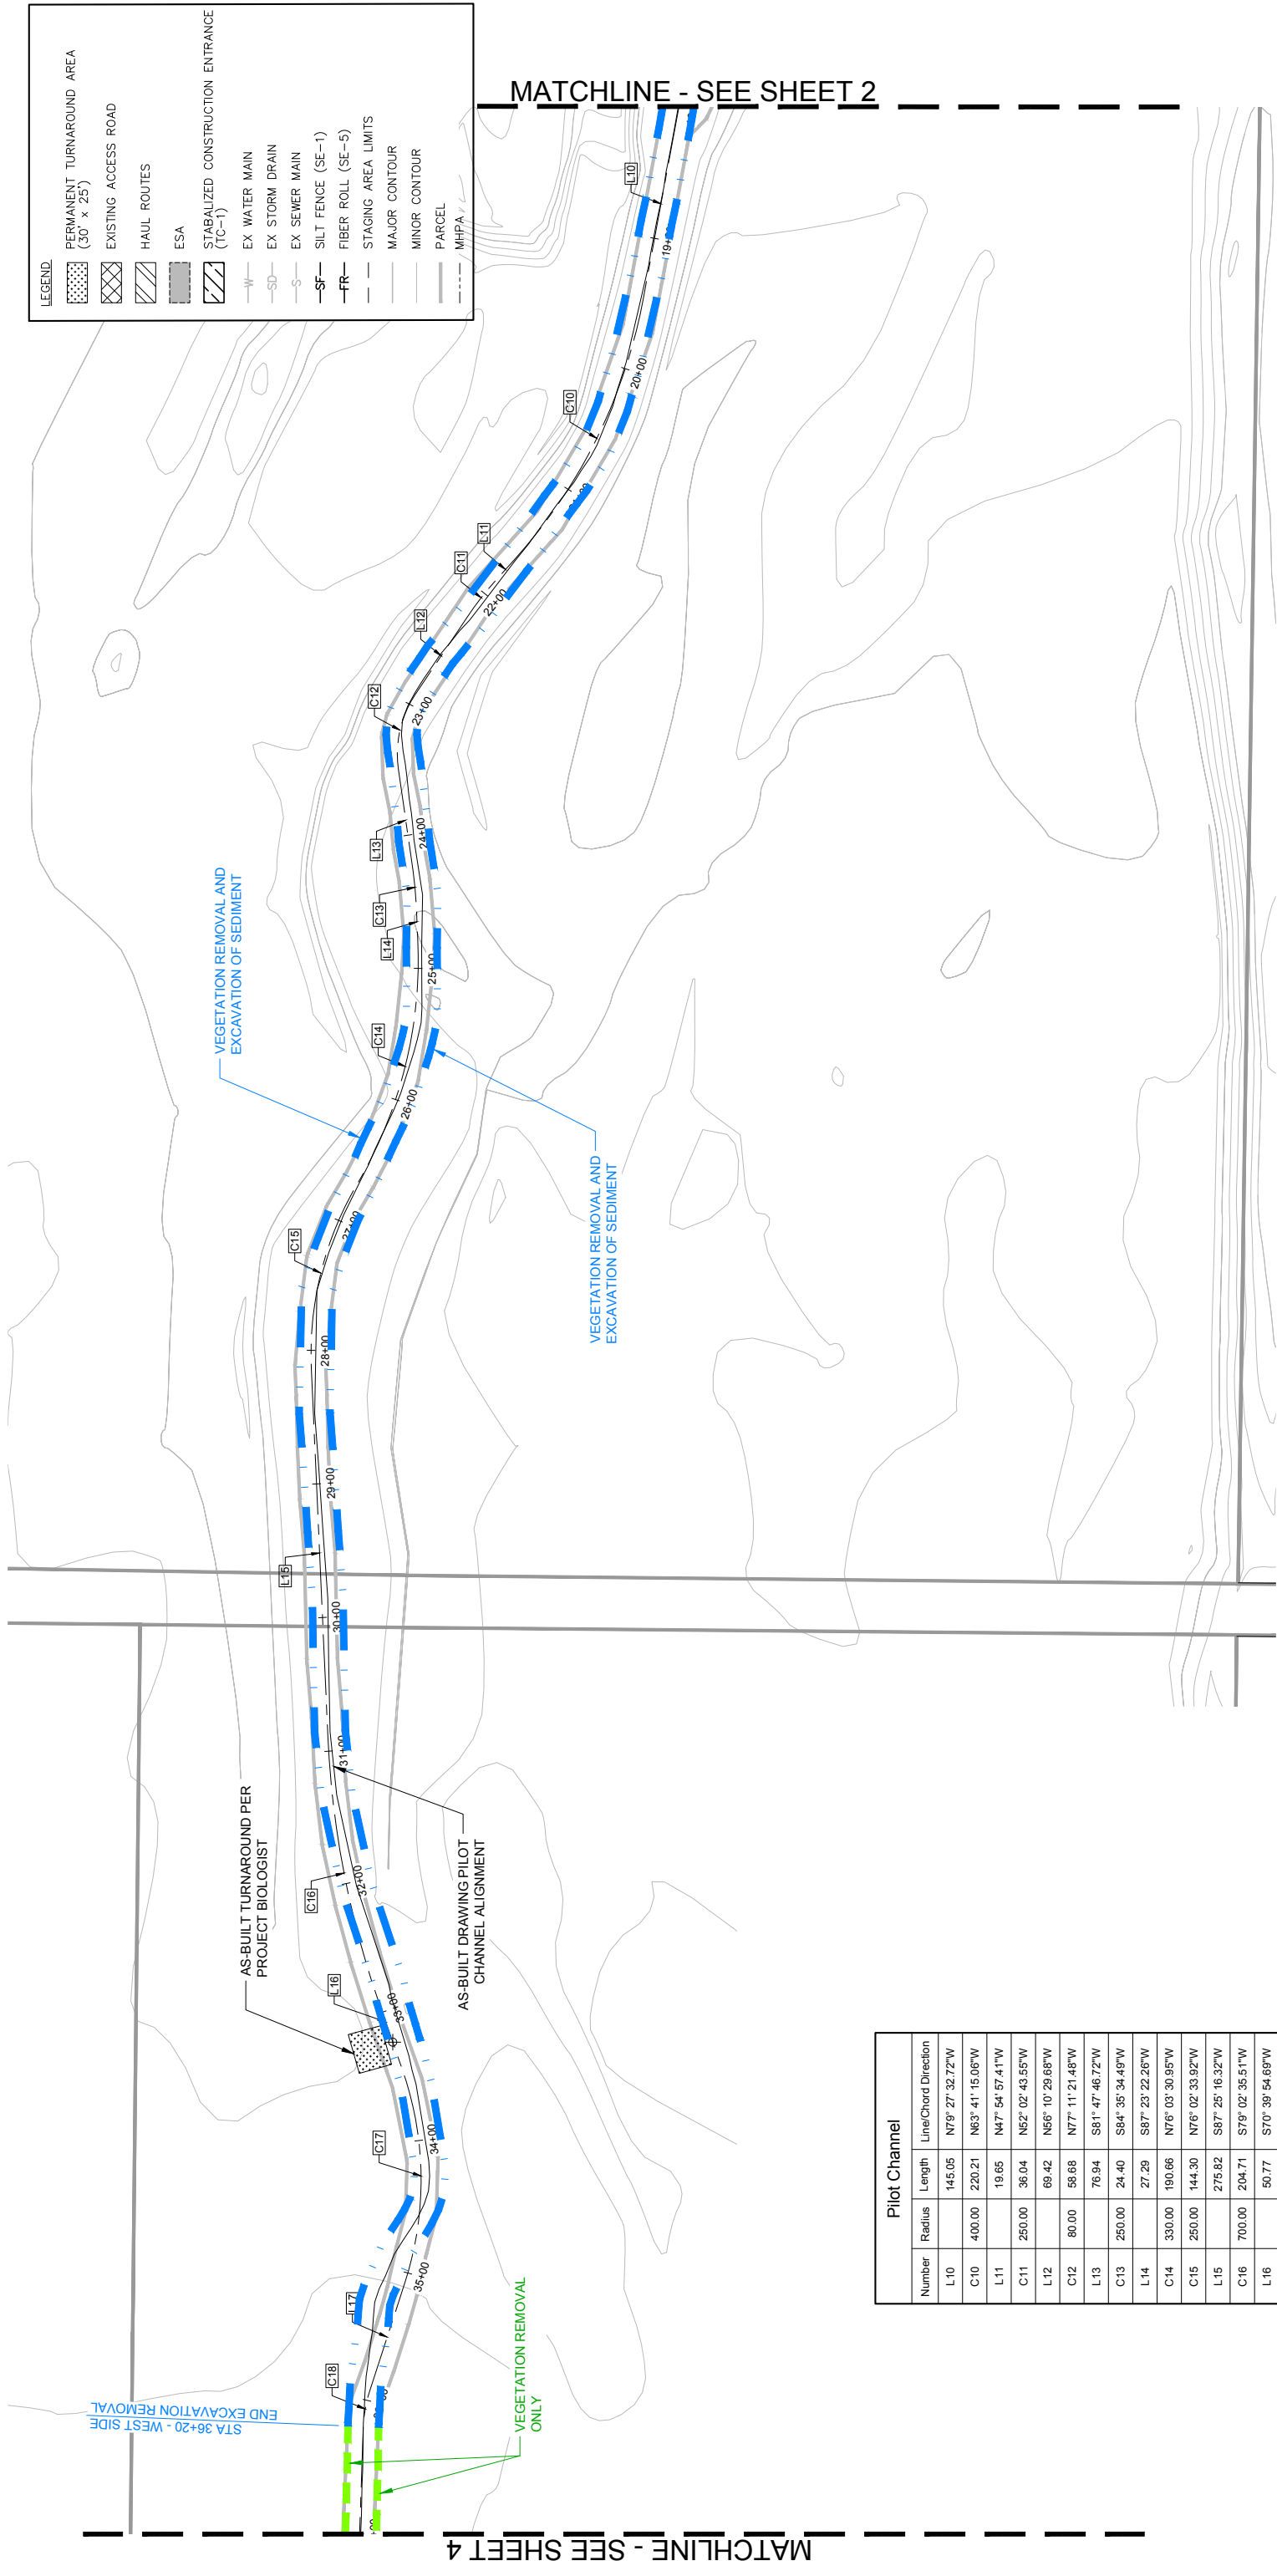 LEGEND
PERMANENT TURNAROUND AREA
(30' x 25')
EXISTING ACCESS ROAD
HAUL ROUTES
ESA
STABALIZED CONSTRUCTION ENTRANCE
(TC-1)
W EX WATER MAIN
SD EX STORM DRAIN
S EX SEWER MAIN
SF SILT FENCE (SE-1)
FR FIBER ROLL (SE-5)
STAGING AREA LIMITS
MAJOR CONTOUR
MINOR CONTOUR
PARCEL
MHPA
MATCHLINE - SEE SHEET 2
L10
19+00
20+00
C10
L11
C11
22+00
L12
C12
23+00
L13
24+00
C13
L14
25+00
C14
26+00
VEGETATION REMOVAL AND
EXCAVATION OF SEDIMENT
VEGETATION REMOVAL AND
EXCAVATION OF SEDIMENT
C15
27+00
28+00
29+00
L15
30+00
31+00
AS-BUILT TURNAROUND PER
PROJECT BIOLOGIST
C16
32+00
AS-BUILT DRAWING PILOT
CHANNEL ALIGNMENT
L16
33+00
C17
34+00
35+00
L17
C18
STA 36+20 - WEST SIDE
END EXCAVATION REMOVAL
VEGETATION REMOVAL
ONLY
MATCHLINE - SEE SHEET 4
Pilot Channel
Number Radius Length Line/Chord Direction
L10 145.05 N79° 27' 32.72"W
C10 400.00 220.21 N63° 41' 15.06"W
L11 19.65 N47° 54' 57.41"W
C11 250.00 36.04 N52° 02' 43.55"W
L12 69.42 N56° 10' 29.68"W
C12 80.00 58.68 N77° 11' 21.48"W
L13 76.94 S81° 47' 46.72"W
C13 250.00 24.40 S84° 35' 34.49"W
L14 27.29 S87° 23' 22.26"W
C14 330.00 190.66 N76° 03' 30.95"W
C15 250.00 144.30 N76° 02' 33.92"W
L15 275.82 S87° 25' 16.32"W
C16 700.00 204.71 S79° 02' 35.51"W
L16 50.77 S70° 39' 54.69"W